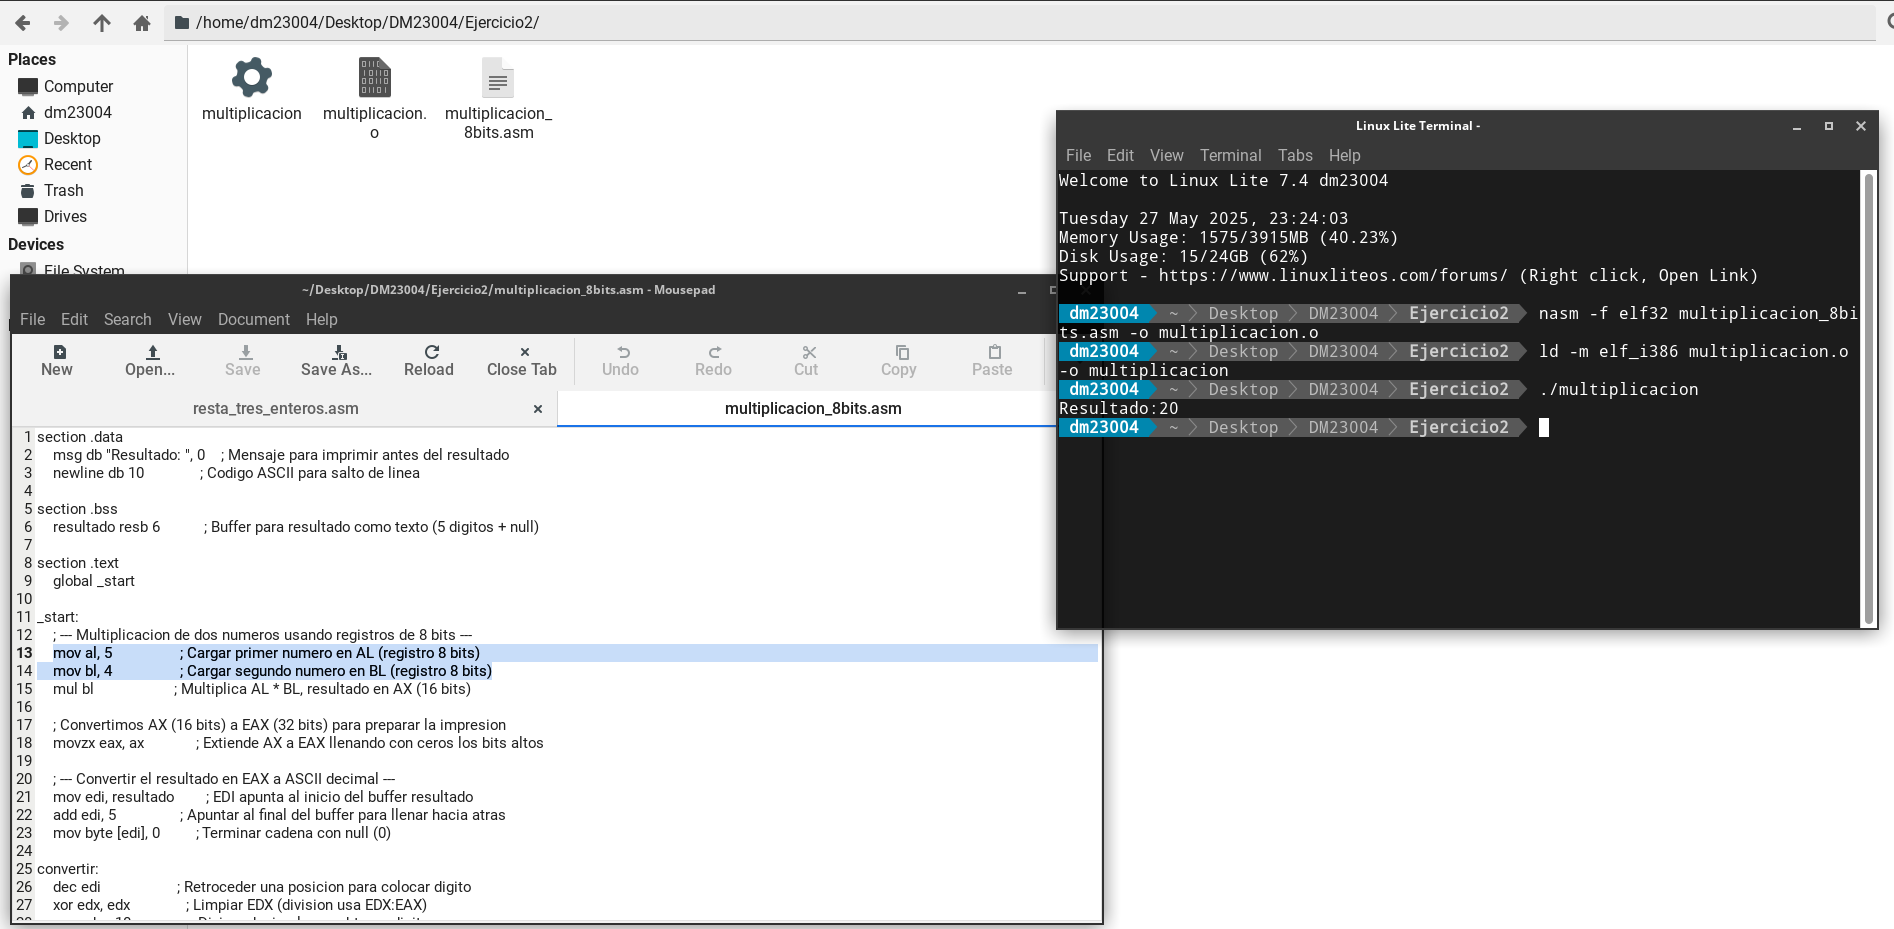 /home/dm23004/Desktop/DM23004/Ejercicio2/
Places
Computer
dm23004
Desktop
Recent
Trash
Drives
Devices
File System
multiplicacion
multiplicacion.
o
multiplicacion_
8bits.asm
~/Desktop/DM23004/Ejercicio2/multiplicacion_8bits.asm - Mousepad
File Edit Search View Document Help
New Open... Save Save As... Reload Close Tab Undo Redo Cut Copy Paste
resta_tres_enteros.asm
multiplicacion_8bits.asm
1 section .data
2 msg db "Resultado: ", 0 ; Mensaje para imprimir antes del resultado
3 newline db 10 ; Codigo ASCII para salto de linea
4
5 section .bss
6 resultado resb 6 ; Buffer para resultado como texto (5 digitos + null)
7
8 section .text
9 global _start
10
11 _start:
12 ; --- Multiplicacion de dos numeros usando registros de 8 bits ---
13 mov al, 5 ; Cargar primer numero en AL (registro 8 bits)
14 mov bl, 4 ; Cargar segundo numero en BL (registro 8 bits)
15 mul bl ; Multiplica AL * BL, resultado en AX (16 bits)
16
17 ; Convertimos AX (16 bits) a EAX (32 bits) para preparar la impresion
18 movzx eax, ax ; Extiende AX a EAX llenando con ceros los bits altos
19
20 ; --- Convertir el resultado en EAX a ASCII decimal ---
21 mov edi, resultado ; EDI apunta al inicio del buffer resultado
22 add edi, 5 ; Apuntar al final del buffer para llenar hacia atras
23 mov byte [edi], 0 ; Terminar cadena con null (0)
24
25 convertir:
26 dec edi ; Retroceder una posicion para colocar digito
27 xor edx, edx ; Limpiar EDX (division usa EDX:EAX)
Linux Lite Terminal -
File Edit View Terminal Tabs Help
Welcome to Linux Lite 7.4 dm23004
Tuesday 27 May 2025, 23:24:03
Memory Usage: 1575/3915MB (40.23%)
Disk Usage: 15/24GB (62%)
Support - https://www.linuxliteos.com/forums/ (Right click, Open Link)
dm23004 ~ Desktop DM23004 Ejercicio2 nasm -f elf32 multiplicacion_8bi
ts.asm -o multiplicacion.o
dm23004 ~ Desktop DM23004 Ejercicio2 ld -m elf_i386 multiplicacion.o
-o multiplicacion
dm23004 ~ Desktop DM23004 Ejercicio2 ./multiplicacion
Resultado:20
dm23004 ~ Desktop DM23004 Ejercicio2